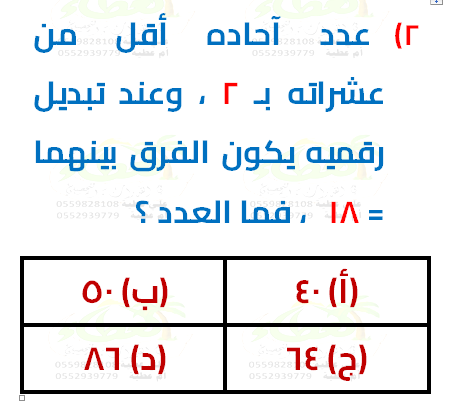 ٢) عدد آحاده أقل من
عشراته بـ ٢ ، وعند تبديل
رقميه يكون الفرق بينهما
= ١٨ ، فما العدد ؟
(أ) ٤٠
(ب) ٥٠
(ج) ٦٤
(د) ٨٦
0559828108
0552939779